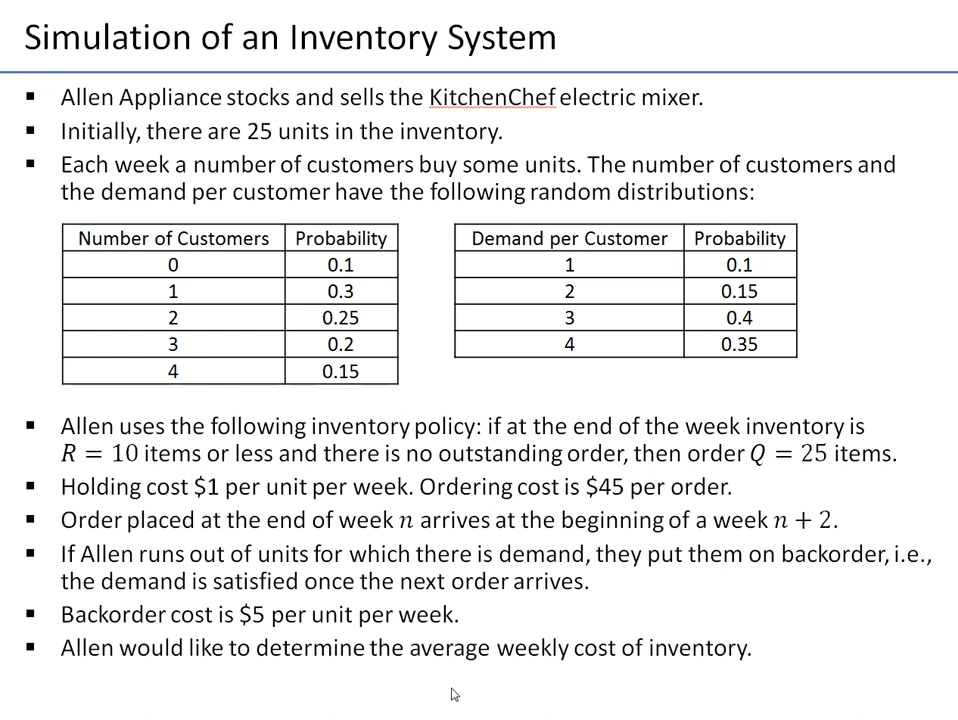 Simulation of an Inventory System
▪ Allen Appliance stocks and sells the KitchenChef electric mixer.
▪ Initially, there are 25 units in the inventory.
▪ Each week a number of customers buy some units. The number of customers and
the demand per customer have the following random distributions:
Number of Customers Probability
0 0.1
1 0.3
2 0.25
3 0.2
4 0.15
Demand per Customer Probability
1 0.1
2 0.15
3 0.4
4 0.35
▪ Allen uses the following inventory policy: if at the end of the week inventory is
R = 10 items or less and there is no outstanding order, then order Q = 25 items.
▪ Holding cost $1 per unit per week. Ordering cost is $45 per order.
▪ Order placed at the end of week n arrives at the beginning of a week n + 2.
▪ If Allen runs out of units for which there is demand, they put them on backorder, i.e.,
the demand is satisfied once the next order arrives.
▪ Backorder cost is $5 per unit per week.
▪ Allen would like to determine the average weekly cost of inventory.